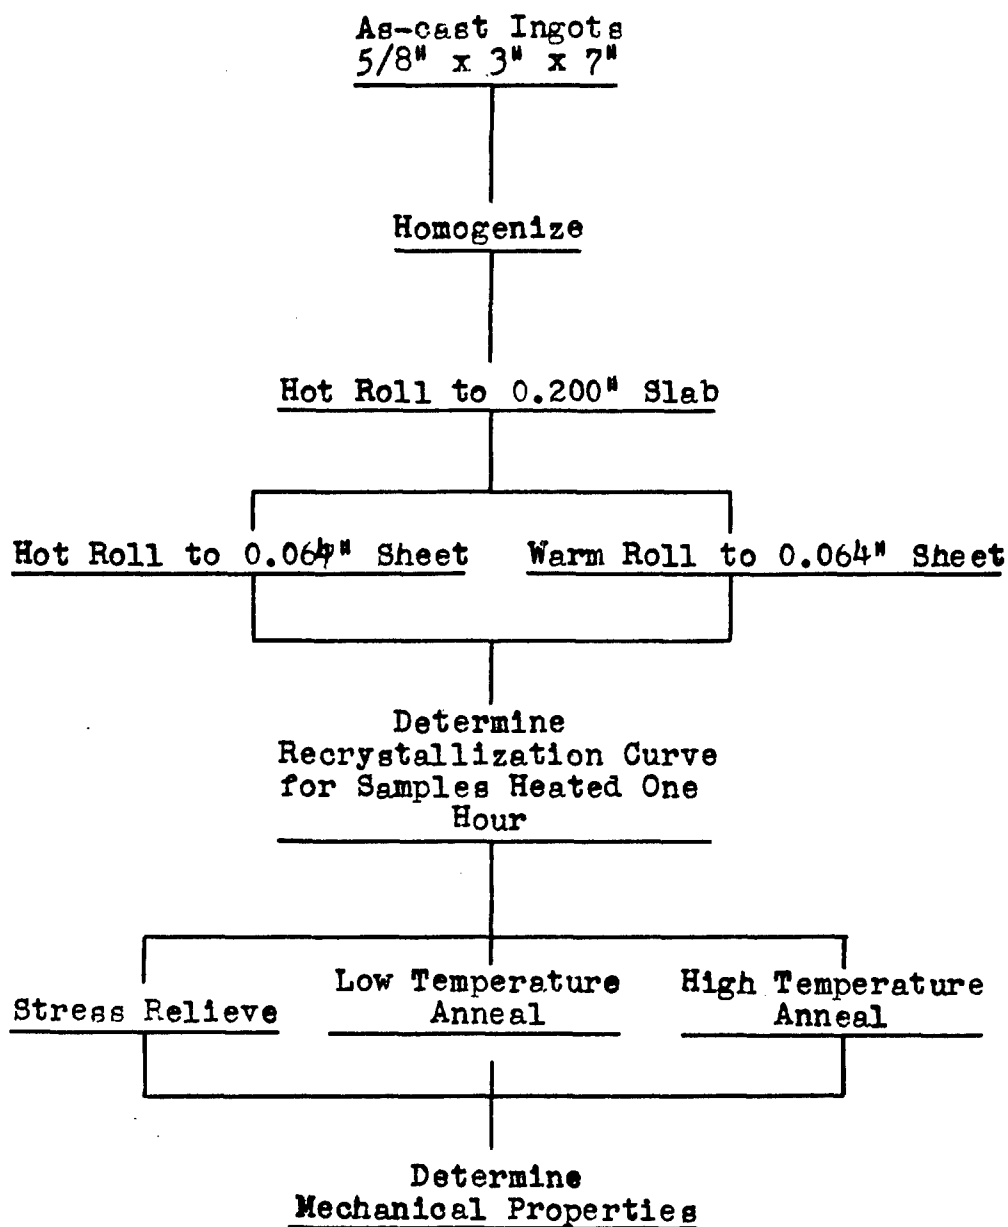 As-cast Ingots
5/8" x 3" x 7"
Homogenize
Hot Roll to 0.200" Slab
Hot Roll to 0.064" Sheet
Warm Roll to 0.064" Sheet
Determine
Recrystallization Curve
for Samples Heated One
Hour
Stress Relieve
Low Temperature
Anneal
High Temperature
Anneal
Determine
Mechanical Properties